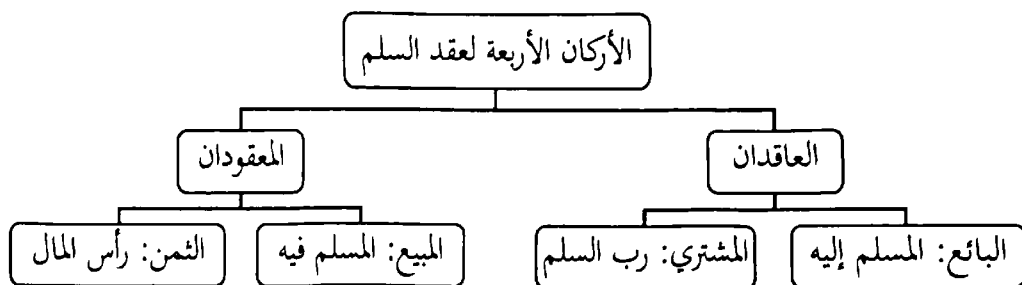 الأركان الأربعة لعقد السلم
العاقدان
المعقودان
البائع: المسلم إليه
المشتري: رب السلم
المبيع: المسلم فيه
الثمن: رأس المال